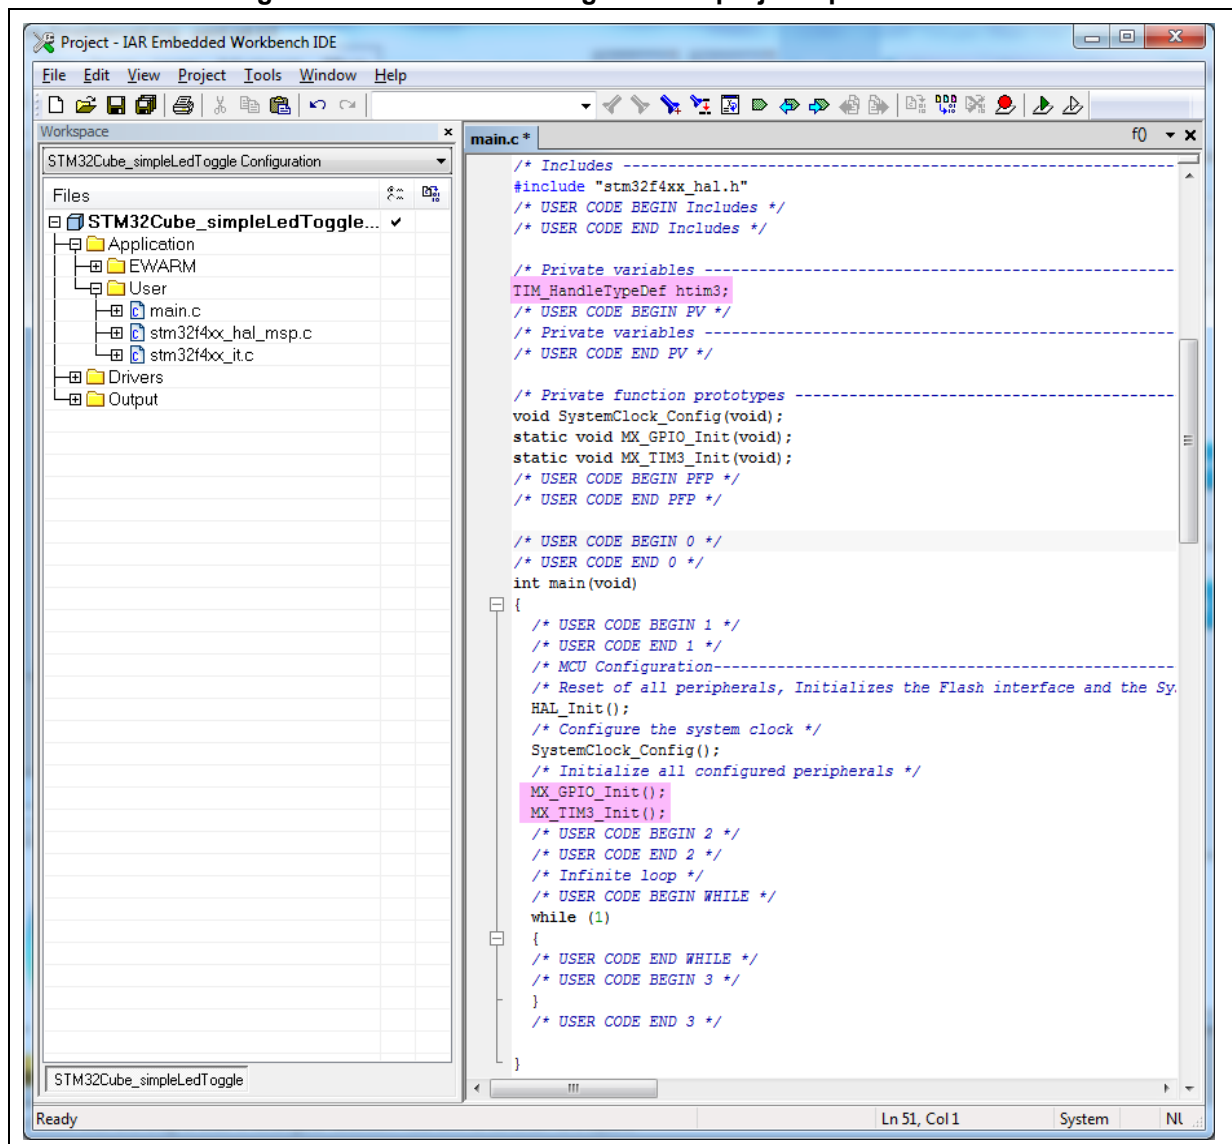 Project - IAR Embedded Workbench IDE
File Edit View Project Tools Window Help
Workspace
STM32Cube_simpleLedToggle Configuration
Files
STM32Cube_simpleLedToggle...
Application
EWARM
User
main.c
stm32f4xx_hal_msp.c
stm32f4xx_it.c
Drivers
Output
STM32Cube_simpleLedToggle
main.c *
f()
/* Includes ------------------------------------------------------------
#include "stm32f4xx_hal.h"
/* USER CODE BEGIN Includes */
/* USER CODE END Includes */
/* Private variables ---------------------------------------------------
TIM_HandleTypeDef htim3;
/* USER CODE BEGIN PV */
/* Private variables ---------------------------------------------------
/* USER CODE END PV */
/* Private function prototypes -----------------------------------------
void SystemClock_Config(void);
static void MX_GPIO_Init(void);
static void MX_TIM3_Init(void);
/* USER CODE BEGIN PFP */
/* USER CODE END PFP */
/* USER CODE BEGIN 0 */
/* USER CODE END 0 */
int main(void)
{
/* USER CODE BEGIN 1 */
/* USER CODE END 1 */
/* MCU Configuration---------------------------------------------------
/* Reset of all peripherals, Initializes the Flash interface and the Sy
HAL_Init();
/* Configure the system clock */
SystemClock_Config();
/* Initialize all configured peripherals */
MX_GPIO_Init();
MX_TIM3_Init();
/* USER CODE BEGIN 2 */
/* USER CODE END 2 */
/* Infinite loop */
/* USER CODE BEGIN WHILE */
while (1)
{
/* USER CODE END WHILE */
/* USER CODE BEGIN 3 */
}
/* USER CODE END 3 */
}
Ready
Ln 51, Col 1
System